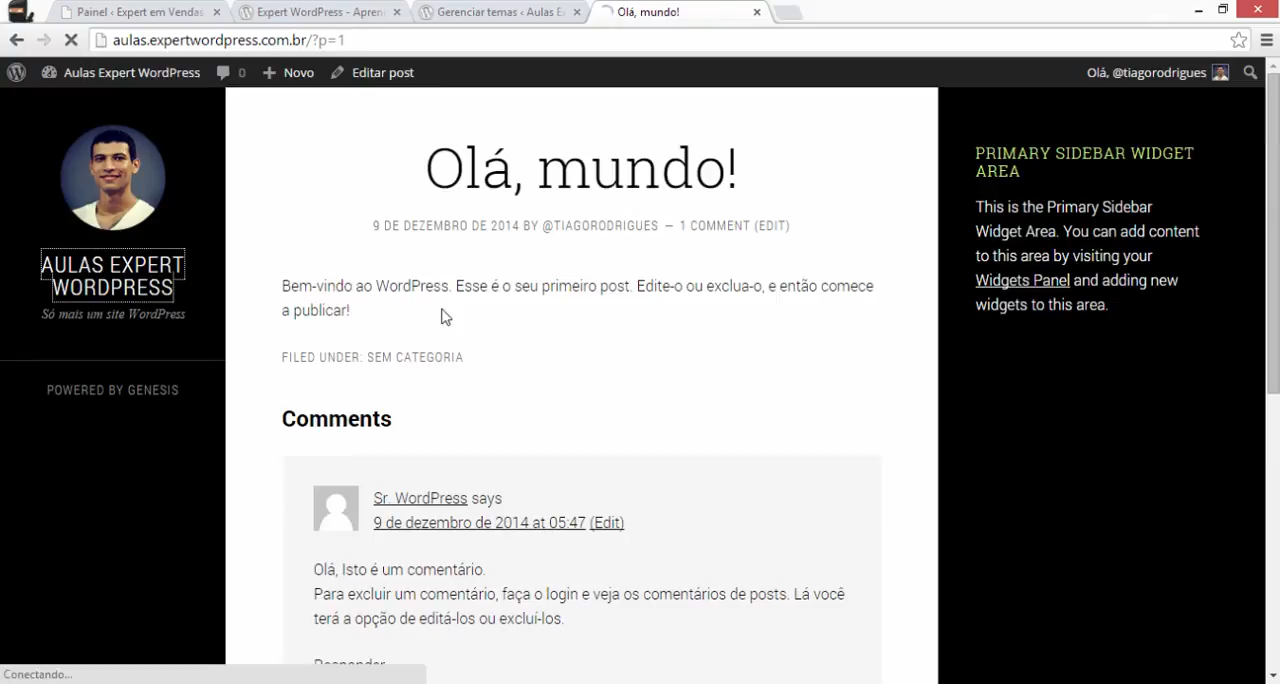 Painel ‹ Expert em Vendas
Expert WordPress - Apren
Gerenciar temas ‹ Aulas E
Olá, mundo!
aulas.expertwordpress.com.br/?p=1
Aulas Expert WordPress
0
Novo
Editar post
Olá, @tiagorodrigues
AULAS EXPERT
WORDPRESS
Só mais um site WordPress
POWERED BY GENESIS
Olá, mundo!
9 DE DEZEMBRO DE 2014 BY @TIAGORODRIGUES — 1 COMMENT (EDIT)
Bem-vindo ao WordPress. Esse é o seu primeiro post. Edite-o ou exclua-o, e então comece
a publicar!
FILED UNDER: SEM CATEGORIA
Comments
Sr. WordPress says
9 de dezembro de 2014 at 05:47 (Edit)
Olá, Isto é um comentário.
Para excluir um comentário, faça o login e veja os comentários de posts. Lá você
terá a opção de editá-los ou excluí-los.
Responder
PRIMARY SIDEBAR WIDGET
AREA
This is the Primary Sidebar
Widget Area. You can add content
to this area by visiting your
Widgets Panel and adding new
widgets to this area.
Conectando...